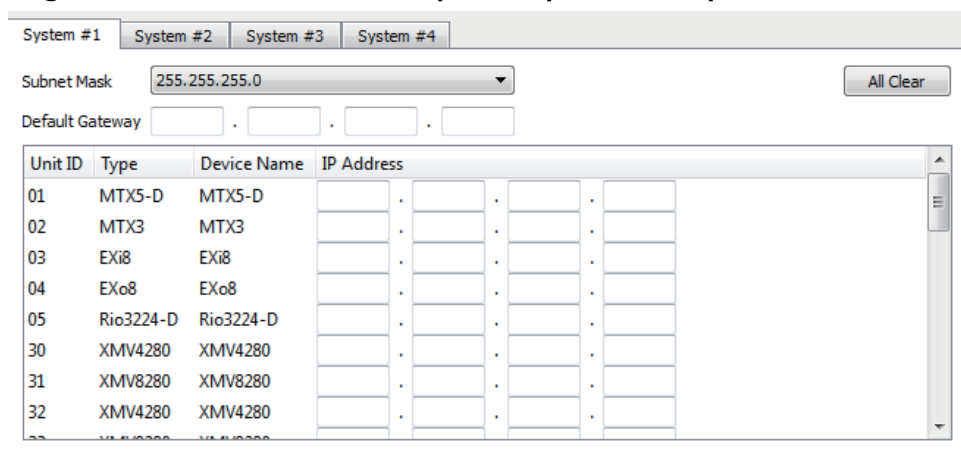 System #1 System #2 System #3 System #4
Subnet Mask 255.255.255.0 All Clear
Default Gateway . . .
Unit ID Type Device Name IP Address
01 MTX5-D MTX5-D . . .
02 MTX3 MTX3 . . .
03 EXi8 EXi8 . . .
04 EXo8 EXo8 . . .
05 Rio3224-D Rio3224-D . . .
30 XMV4280 XMV4280 . . .
31 XMV8280 XMV8280 . . .
32 XMV4280 XMV4280 . . .